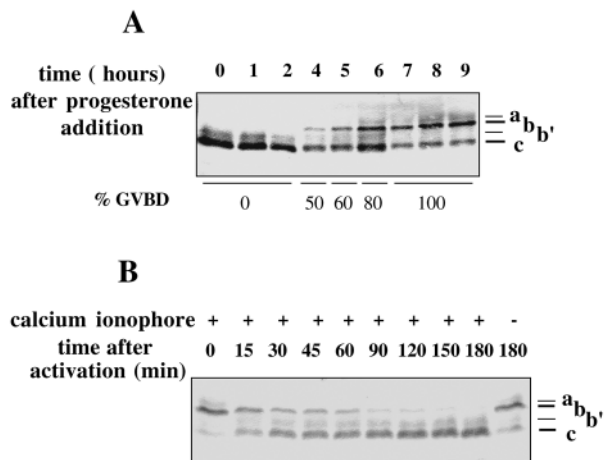 A
time ( hours) 0 1 2 4 5 6 7 8 9
after progesterone
addition
a
b
b'
c
% GVBD 0 50 60 80 100
B
calcium ionophore + + + + + + + + + -
time after 0 15 30 45 60 90 120 150 180 180
activation (min)
a
b
b'
c